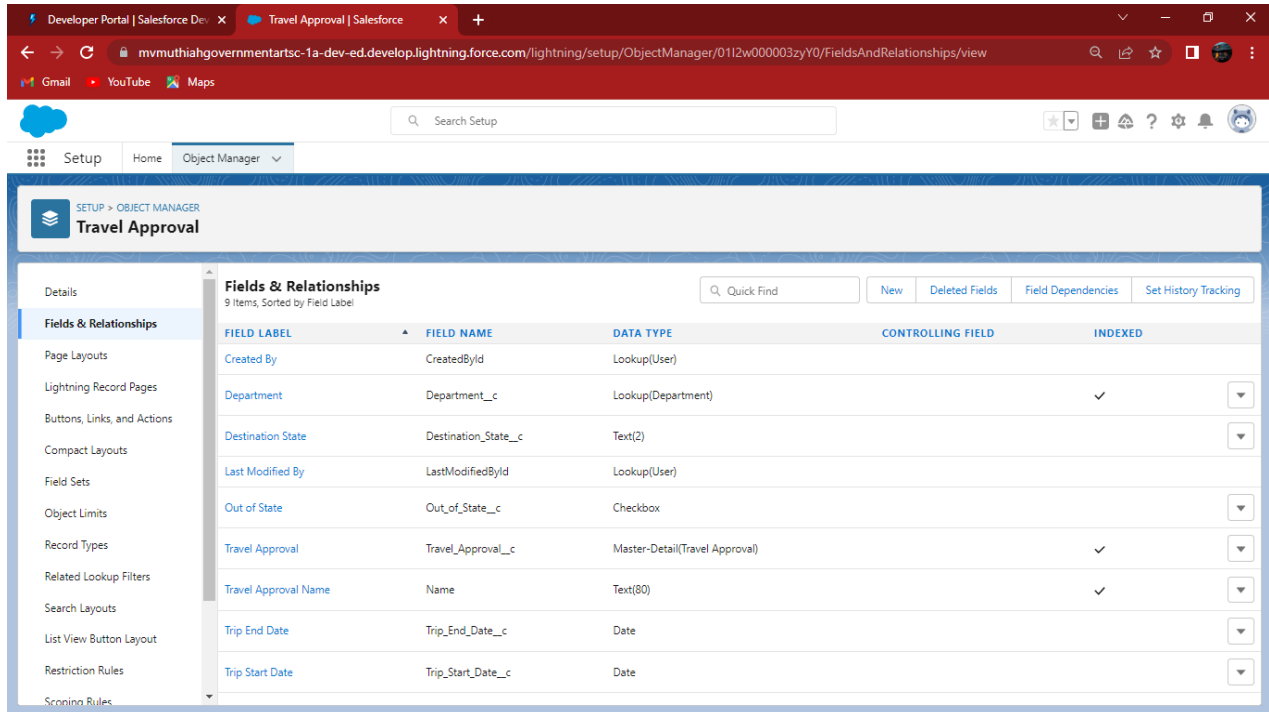 Developer Portal | Salesforce Dev
Travel Approval | Salesforce
mvmuthiahgovernmentartsc-1a-dev-ed.develop.lightning.force.com/lightning/setup/ObjectManager/01I2w000003zyY0/FieldsAndRelationships/view
Gmail YouTube Maps
Search Setup
Setup Home Object Manager
SETUP > OBJECT MANAGER
Travel Approval
Details
Fields & Relationships
Page Layouts
Lightning Record Pages
Buttons, Links, and Actions
Compact Layouts
Field Sets
Object Limits
Record Types
Related Lookup Filters
Search Layouts
List View Button Layout
Restriction Rules
Scoping Rules
Fields & Relationships
9 Items, Sorted by Field Label
Quick Find
New Deleted Fields Field Dependencies Set History Tracking
FIELD LABEL FIELD NAME DATA TYPE CONTROLLING FIELD INDEXED
Created By CreatedById Lookup(User)
Department Department__c Lookup(Department)
Destination State Destination_State__c Text(2)
Last Modified By LastModifiedById Lookup(User)
Out of State Out_of_State__c Checkbox
Travel Approval Travel_Approval__c Master-Detail(Travel Approval)
Travel Approval Name Name Text(80)
Trip End Date Trip_End_Date__c Date
Trip Start Date Trip_Start_Date__c Date